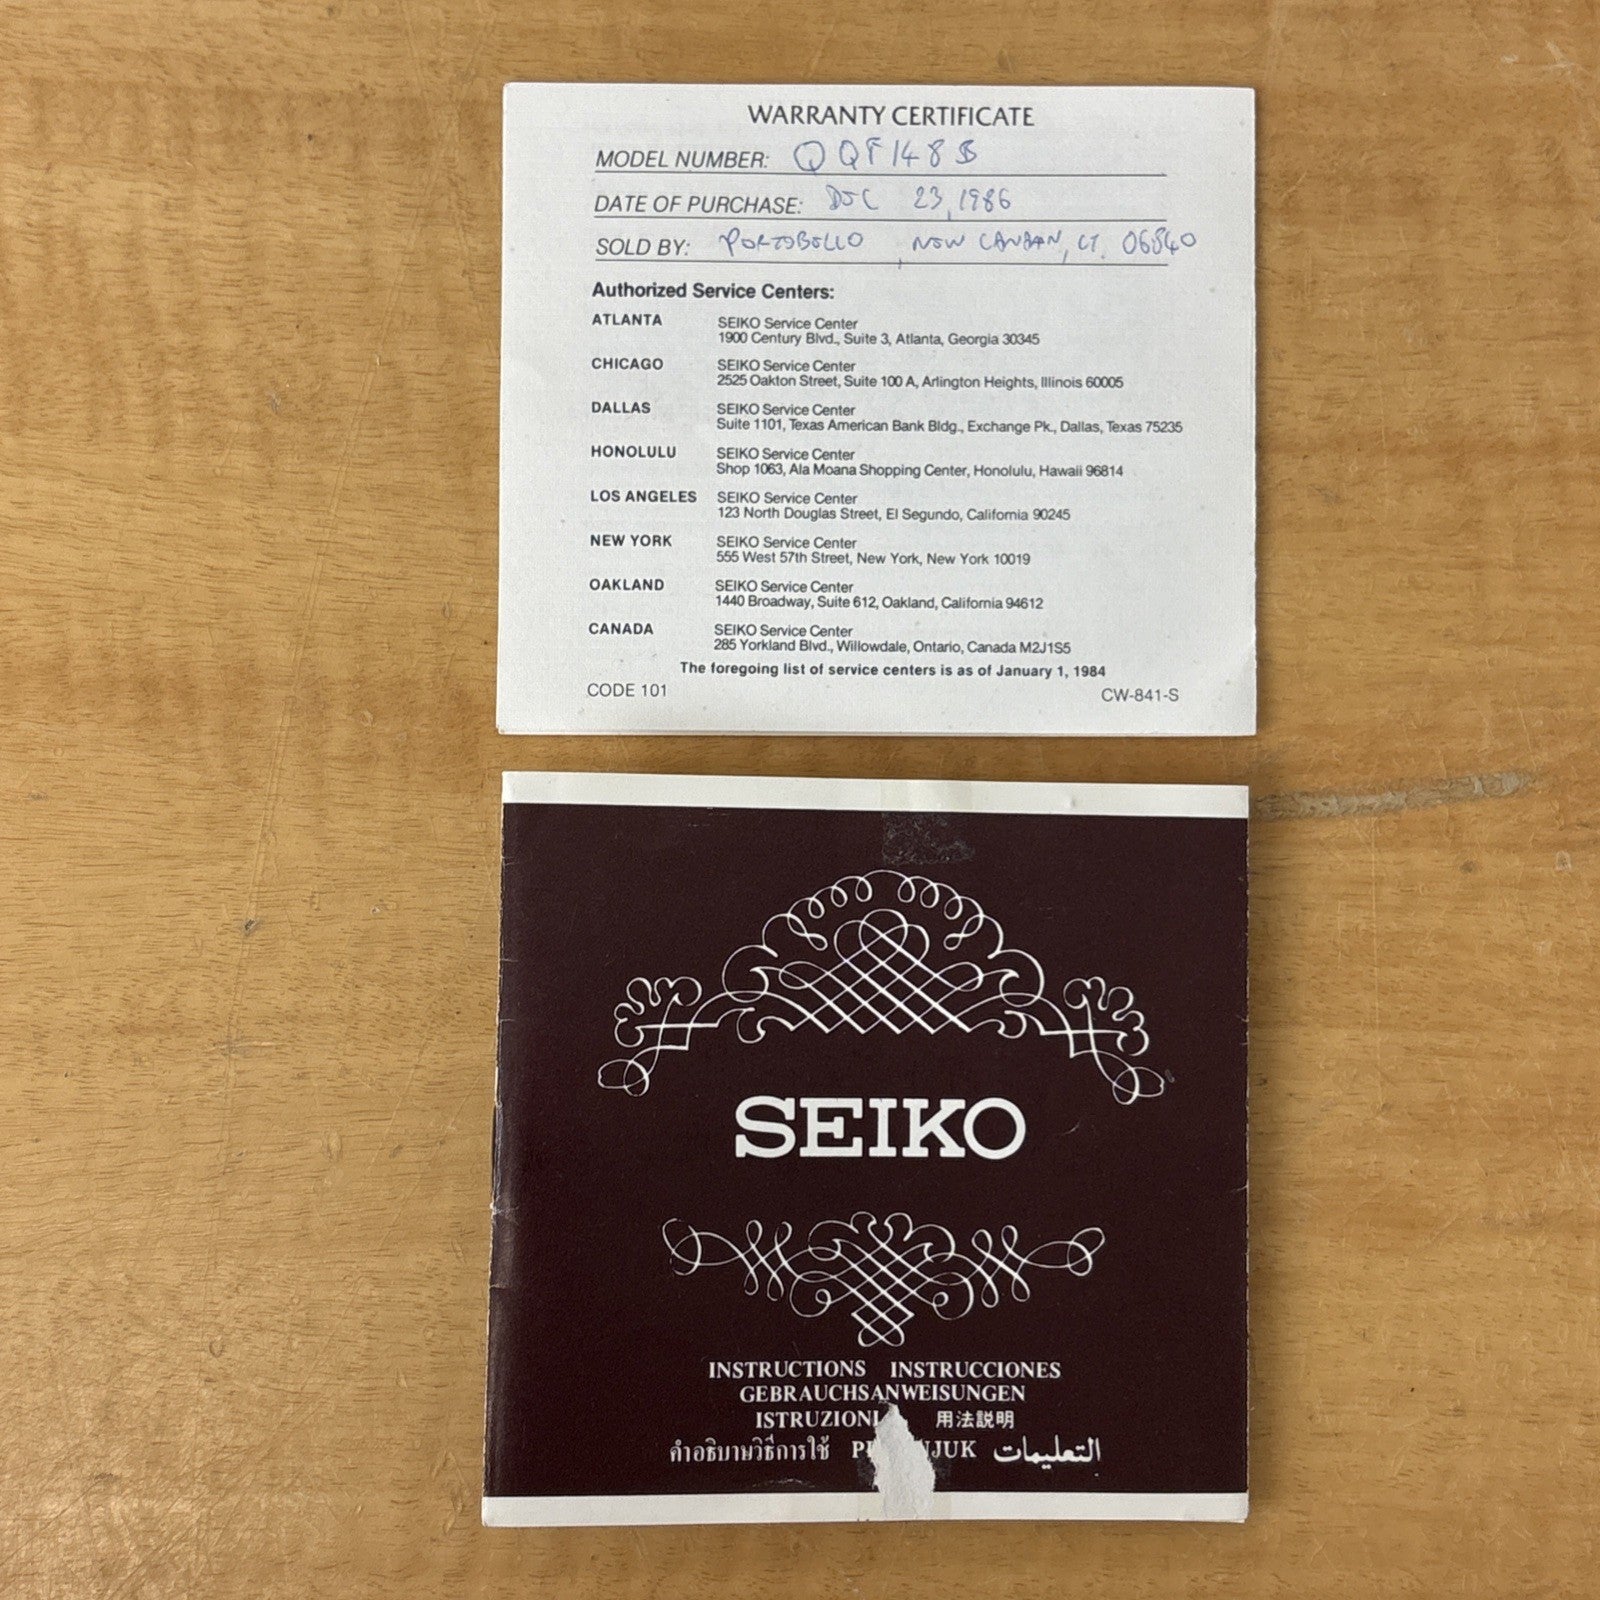 WARRANTY CERTIFICATE
MODEL NUMBER: QQF148S
DATE OF PURCHASE: DEC 23, 1986
SOLD BY: PORTOBELLO, NEW CANAAN, CT. 06840
Authorized Service Centers:
ATLANTA SEIKO Service Center
1900 Century Blvd., Suite 3, Atlanta, Georgia 30345
CHICAGO SEIKO Service Center
2525 Oakton Street, Suite 100 A, Arlington Heights, Illinois 60005
DALLAS SEIKO Service Center
Suite 1101, Texas American Bank Bldg., Exchange Pk., Dallas, Texas 75235
HONOLULU SEIKO Service Center
Shop 1063, Ala Moana Shopping Center, Honolulu, Hawaii 96814
LOS ANGELES SEIKO Service Center
123 North Douglas Street, El Segundo, California 90245
NEW YORK SEIKO Service Center
555 West 57th Street, New York, New York 10019
OAKLAND SEIKO Service Center
1440 Broadway, Suite 612, Oakland, California 94612
CANADA SEIKO Service Center
285 Yorkland Blvd., Willowdale, Ontario, Canada M2J1S5
The foregoing list of service centers is as of January 1, 1984
CODE 101 CW-841-S
SEIKO
INSTRUCTIONS INSTRUCCIONES
GEBRAUCHSANWEISUNGEN
ISTRUZIONI 用法説明
คำอธิบายวิธีการใช้ التعليمات